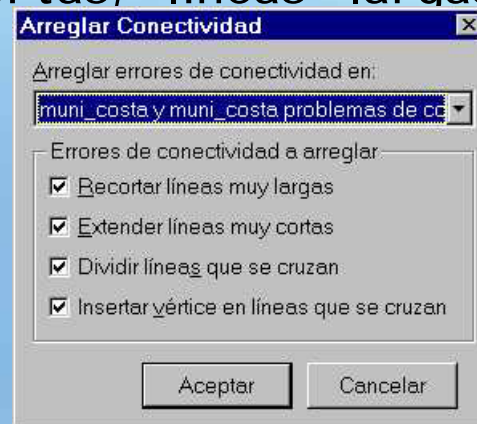 Arreglar Conectividad
Arreglar errores de conectividad en:
muni_costa y muni_costa problemas de co
Errores de conectividad a arreglar
Recortar líneas muy largas
Extender líneas muy cortas
Dividir líneas que se cruzan
Insertar vértice en líneas que se cruzan
Aceptar Cancelar